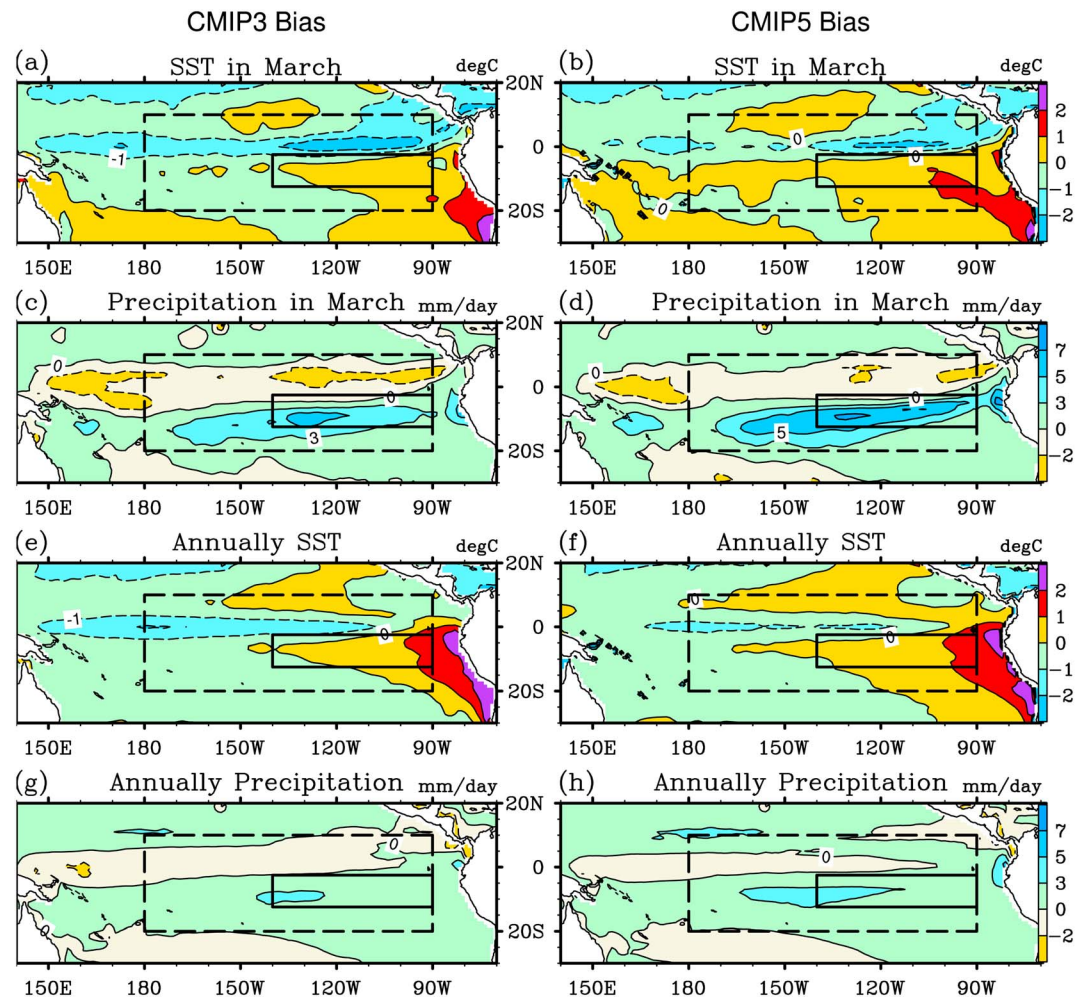 CMIP3 Bias CMIP5 Bias
(a) SST in March degC (b) SST in March degC
20N
0
20S
-1
0
0
0
2
1
0
-1
-2
150E 180 150W 120W 90W 150E 180 150W 120W 90W
(c) Precipitation in March mm/day (d) Precipitation in March mm/day
20N
0
20S
0
0
3
0
0
5
7
5
3
0
-2
150E 180 150W 120W 90W 150E 180 150W 120W 90W
(e) Annually SST degC (f) Annually SST degC
20N
0
20S
-1
0
0
0
2
1
0
-1
-2
150E 180 150W 120W 90W 150E 180 150W 120W 90W
(g) Annually Precipitation mm/day (h) Annually Precipitation mm/day
20N
0
20S
0
0
0
7
5
3
0
-2
150E 180 150W 120W 90W 150E 180 150W 120W 90W